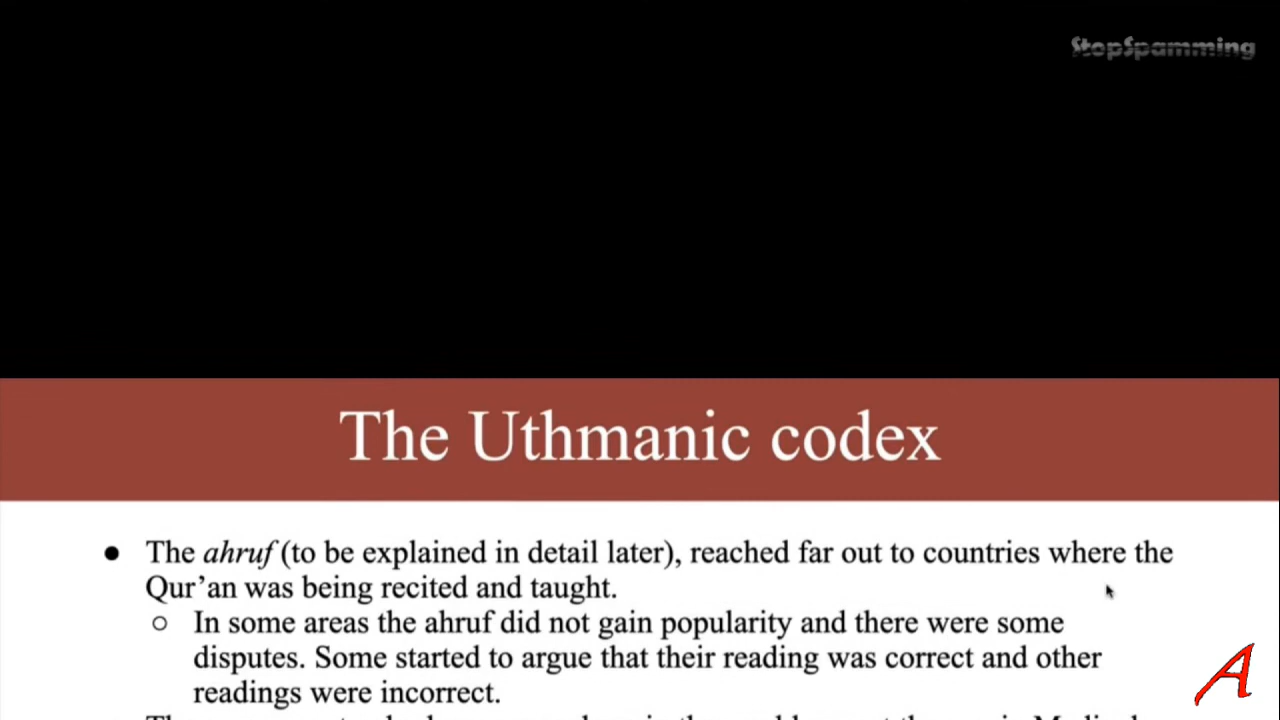 StopSpamming
The Uthmanic codex
● The ahruf (to be explained in detail later), reached far out to countries where the
Qur’an was being recited and taught.
○ In some areas the ahruf did not gain popularity and there were some
disputes. Some started to argue that their reading was correct and other
readings were incorrect.
A